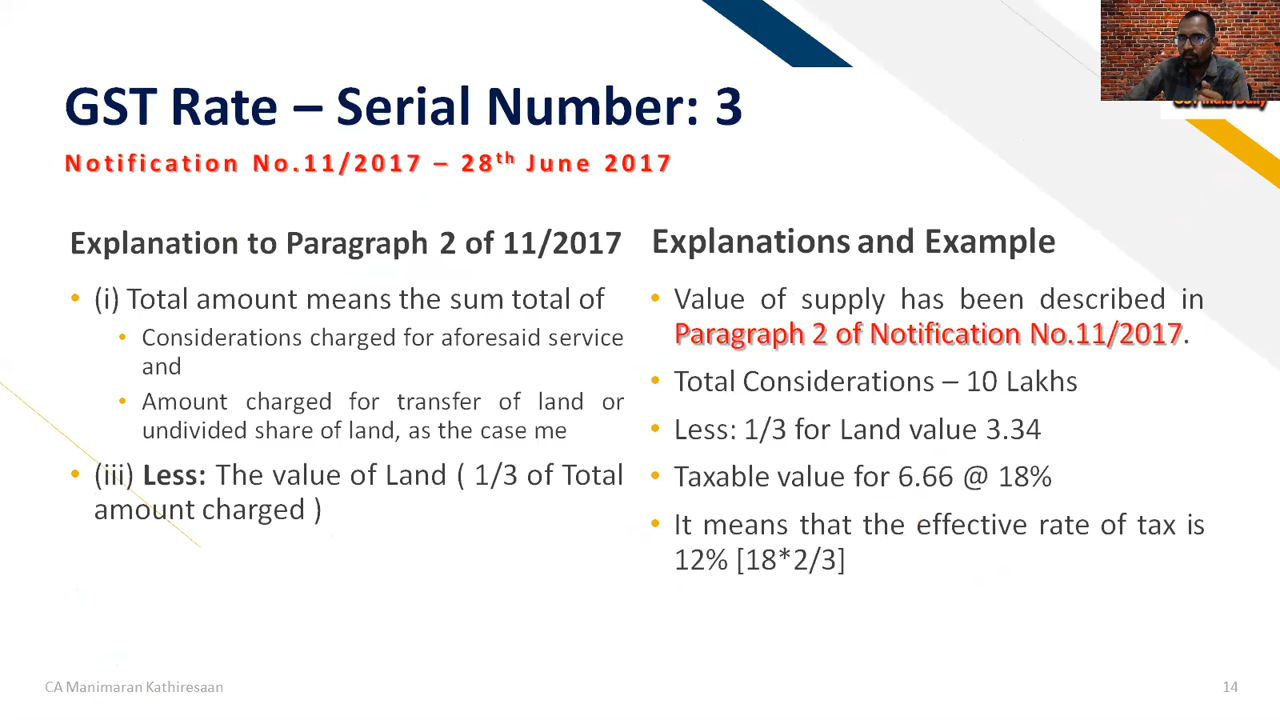 GST India Daily
GST Rate – Serial Number: 3
Notification No.11/2017 – 28th June 2017
Explanation to Paragraph 2 of 11/2017
• (i) Total amount means the sum total of
• Considerations charged for aforesaid service
and
• Amount charged for transfer of land or
undivided share of land, as the case me
• (iii) Less: The value of Land ( 1/3 of Total
amount charged )
Explanations and Example
• Value of supply has been described in
Paragraph 2 of Notification No.11/2017.
• Total Considerations – 10 Lakhs
• Less: 1/3 for Land value 3.34
• Taxable value for 6.66 @ 18%
• It means that the effective rate of tax is
12% [18*2/3]
CA Manimaran Kathiresaan
14